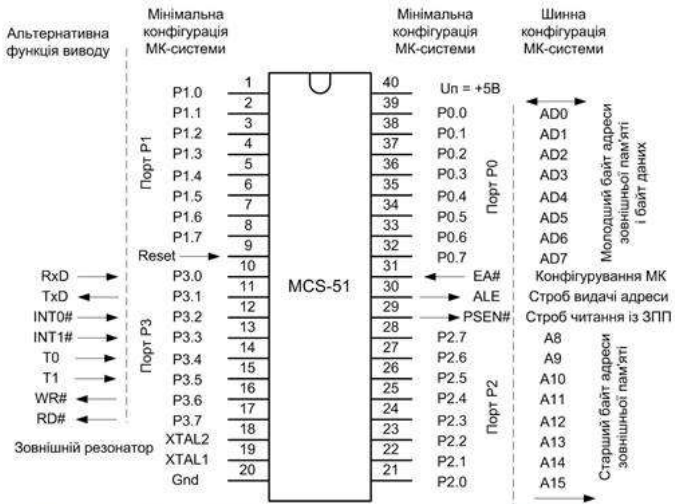 Альтернативна
функція виводу
Мінімальна
конфігурація
МК-системи
Мінімальна
конфігурація
МК-системи
Шинна
конфігурація
МК-системи
P1.0 1
P1.1 2
P1.2 3
P1.3 4
P1.4 5
P1.5 6
P1.6 7
P1.7 8
Порт P1
Reset 9
RxD P3.0 10
TxD P3.1 11
INT0# P3.2 12
INT1# P3.3 13
T0 P3.4 14
T1 P3.5 15
WR# P3.6 16
RD# P3.7 17
Порт P3
Зовнішній резонатор
XTAL2 18
XTAL1 19
Gnd 20
MCS-51
40 Uп = +5В
39 P0.0 AD0
38 P0.1 AD1
37 P0.2 AD2
36 P0.3 AD3
35 P0.4 AD4
34 P0.5 AD5
33 P0.6 AD6
32 P0.7 AD7
Порт P0
Молодший байт адреси
зовнішньої пам'яті
і байт даних
31 EA# Конфігурування МК
30 ALE Строб видачі адреси
29 PSEN# Строб читання із ЗПП
28 P2.7 A8
27 P2.6 A9
26 P2.5 A10
25 P2.4 A11
24 P2.3 A12
23 P2.2 A13
22 P2.1 A14
21 P2.0 A15
Порт P2
Старший байт адреси
зовнішньої пам'яті